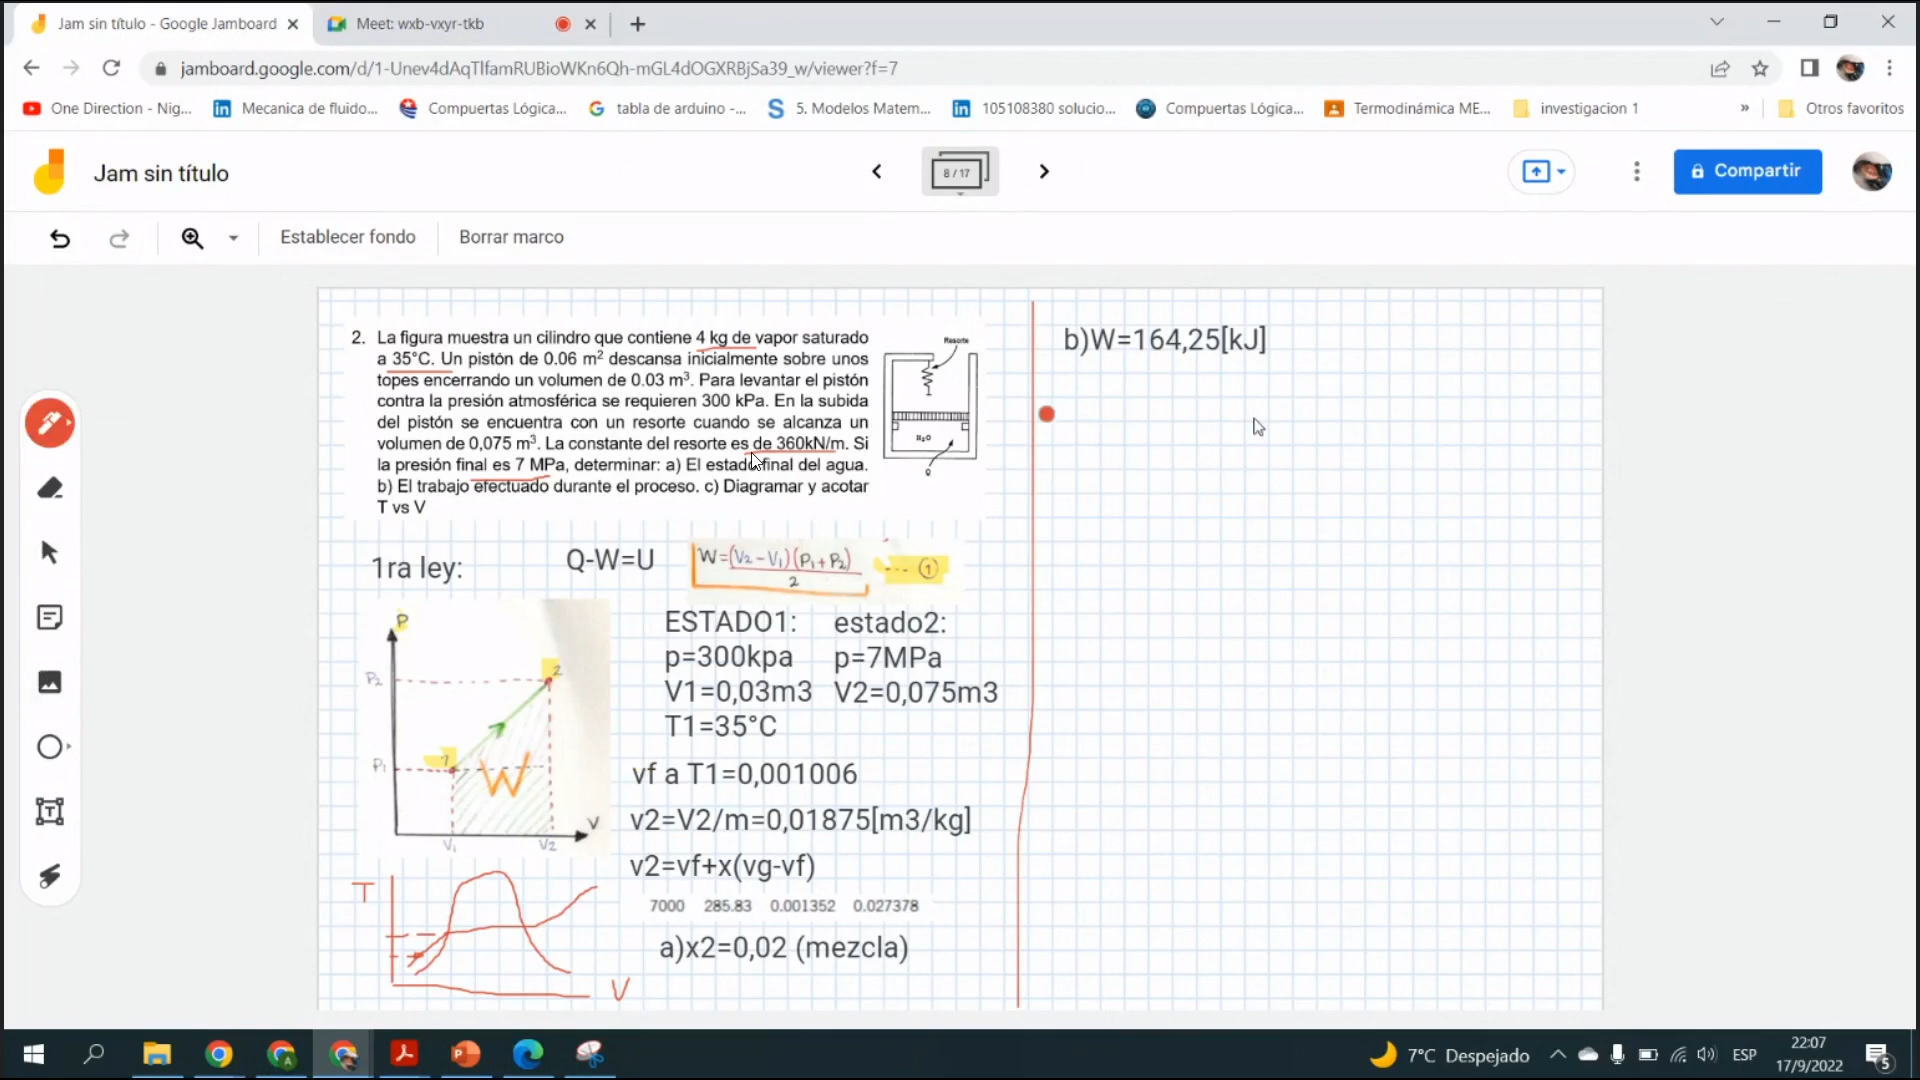 Jam sin título - Google Jamboard
Meet: wxb-vxyr-tkb
jamboard.google.com/d/1-Unev4dAqTlfamRUBioWKn6Qh-mGL4dOGXRBjSa39_w/viewer?f=7
One Direction - Nig...
Mecanica de fluido...
Compuertas Lógica...
tabla de arduino -...
5. Modelos Matem...
105108380 solucio...
Compuertas Lógica...
Termodinámica ME...
investigacion 1
»
Otros favoritos
Jam sin título
8 / 17
Compartir
Establecer fondo
Borrar marco
2. La figura muestra un cilindro que contiene 4 kg de vapor saturado
a 35°C. Un pistón de 0.06 m² descansa inicialmente sobre unos
topes encerrando un volumen de 0.03 m³. Para levantar el pistón
contra la presión atmosférica se requieren 300 kPa. En la subida
del pistón se encuentra con un resorte cuando se alcanza un
volumen de 0,075 m³. La constante del resorte es de 360kN/m. Si
la presión final es 7 MPa, determinar: a) El estado final del agua.
b) El trabajo efectuado durante el proceso. c) Diagramar y acotar
T vs V
Resorte
H₂O
Q
1ra ley:
Q-W=U
W=(V2-V1)(P1+P2)
2
--- ①
P
P2
2
P1
1
W
V
V1
V2
ESTADO1:
p=300kpa
V1=0,03m3
T1=35°C
estado2:
p=7MPa
V2=0,075m3
vf a T1=0,001006
v2=V2/m=0,01875[m3/kg]
v2=vf+x(vg-vf)
7000 285.83 0.001352 0.027378
a)x2=0,02 (mezcla)
T
V
b)W=164,25[kJ]
7°C Despejado
ESP
22:07
17/9/2022
5